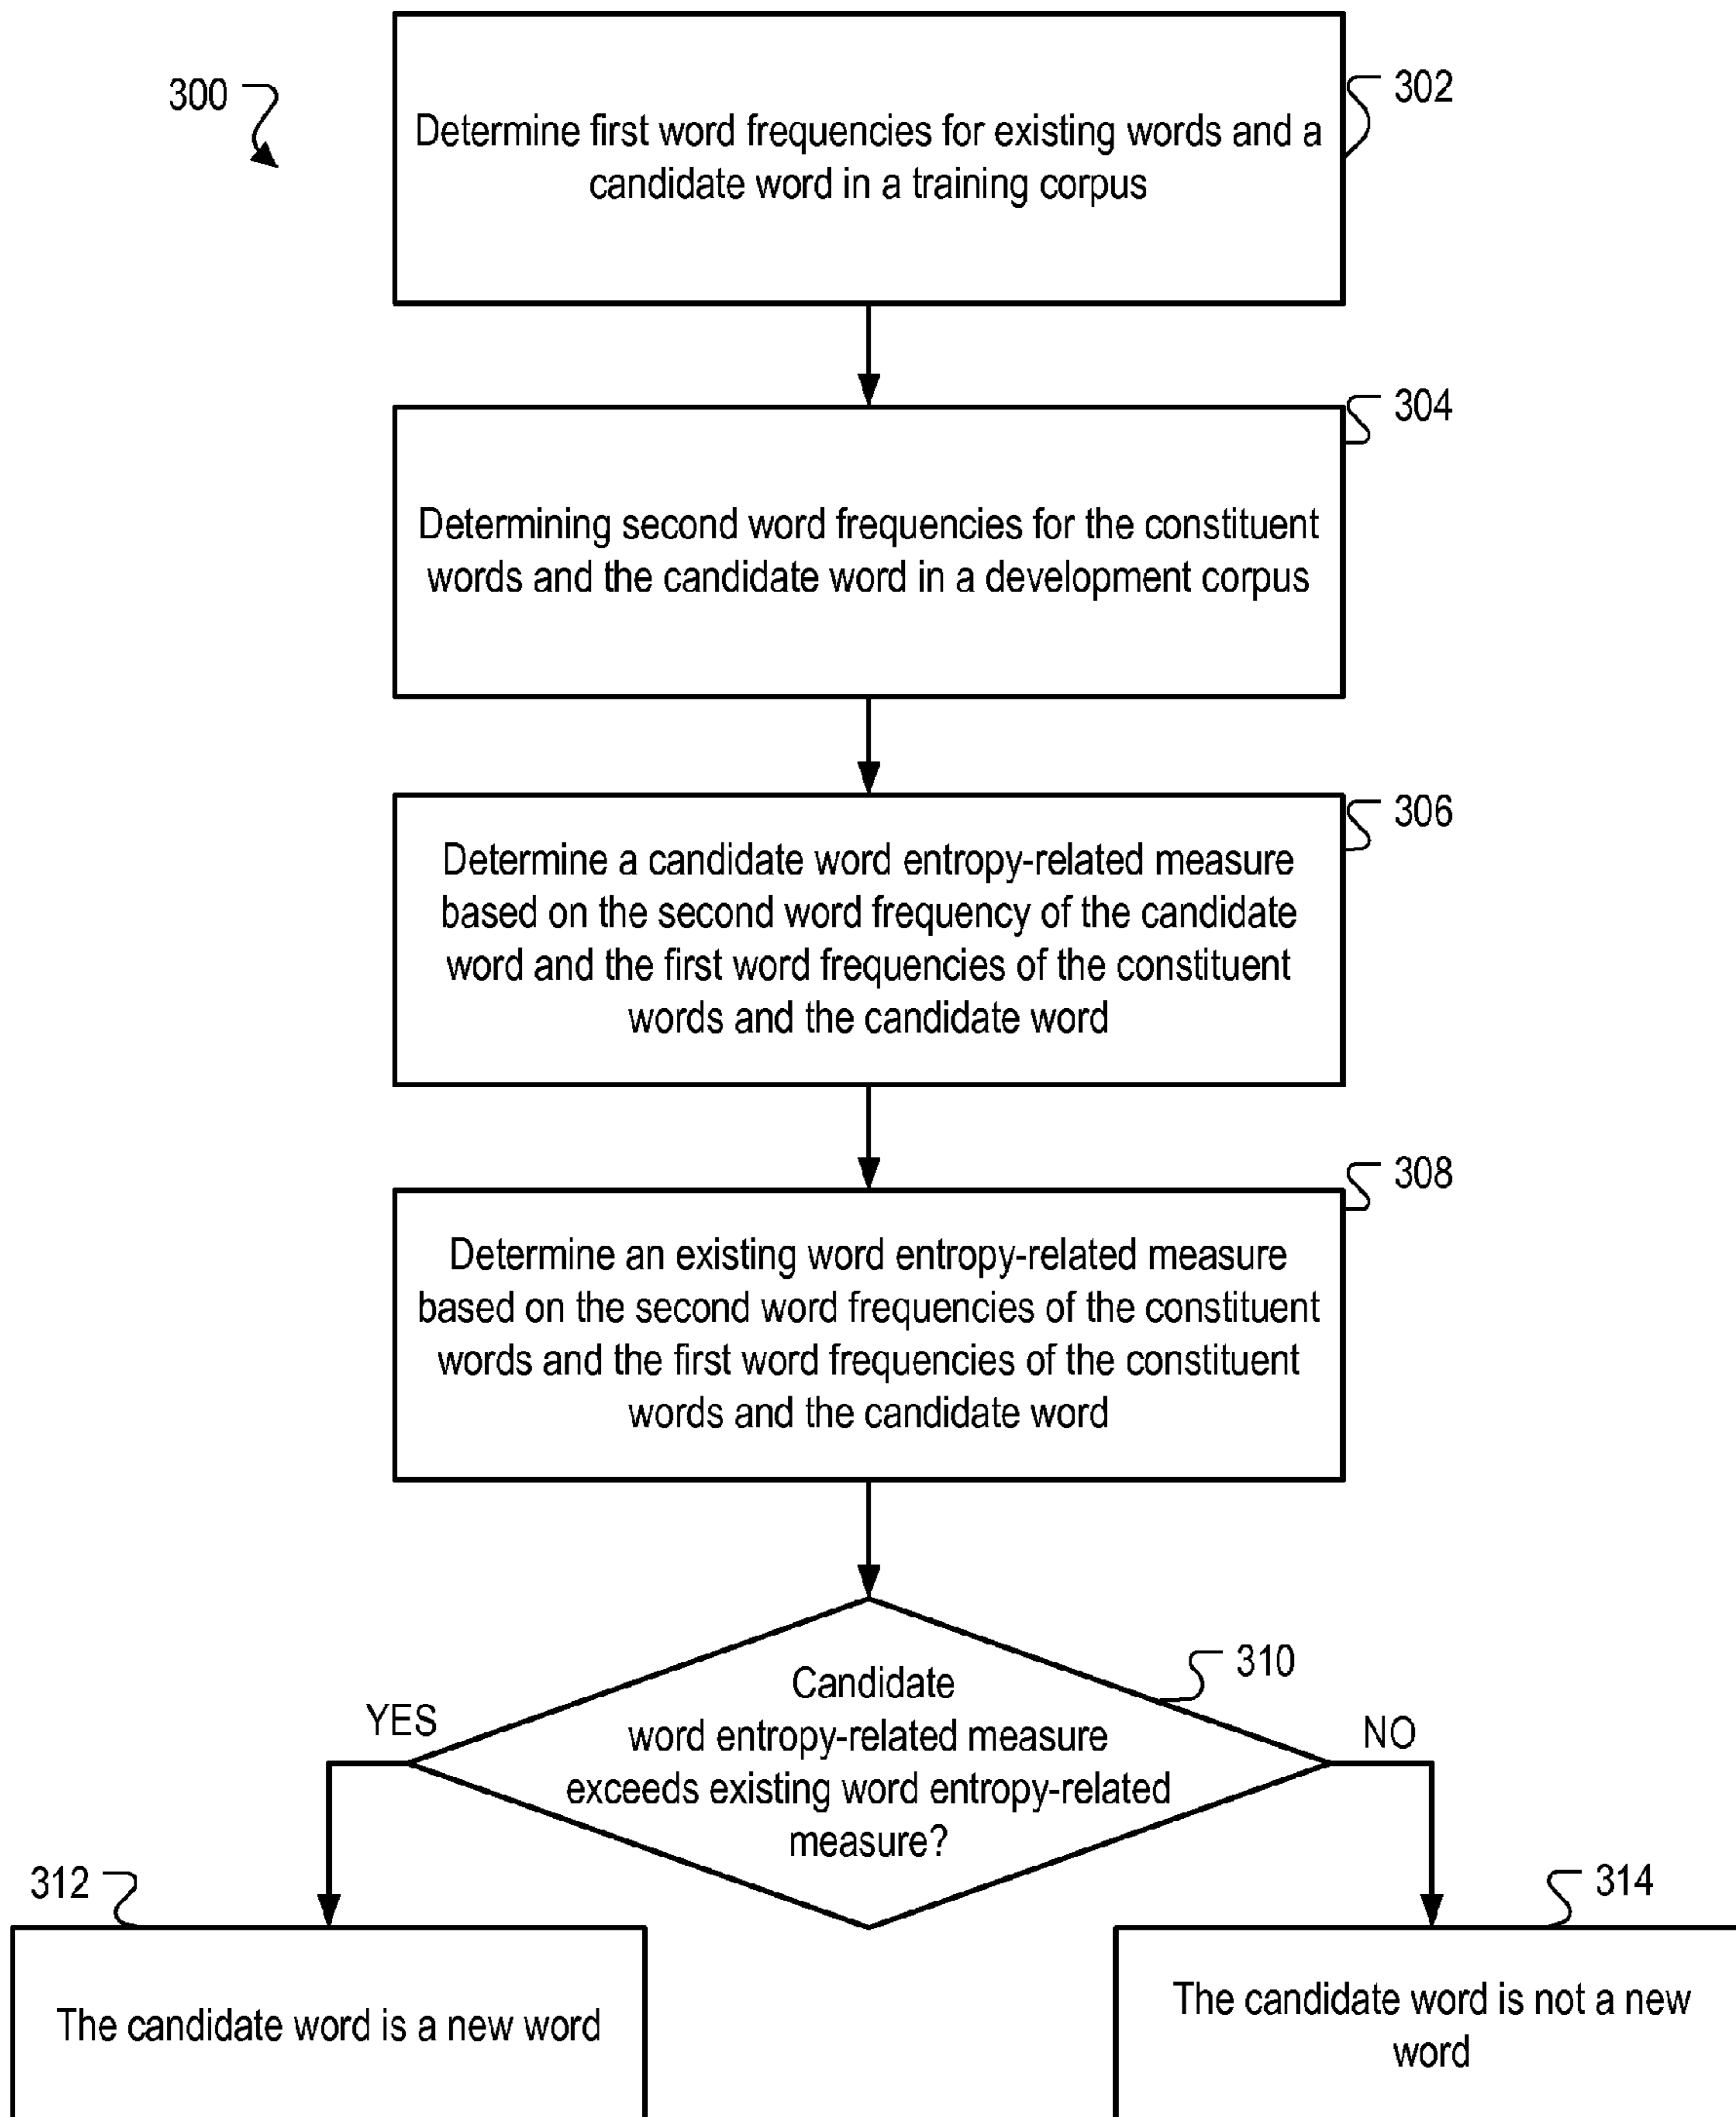 300
302
Determine first word frequencies for existing words and a
candidate word in a training corpus
304
Determining second word frequencies for the constituent
words and the candidate word in a development corpus
306
Determine a candidate word entropy-related measure
based on the second word frequency of the candidate
word and the first word frequencies of the constituent
words and the candidate word
308
Determine an existing word entropy-related measure
based on the second word frequencies of the constituent
words and the first word frequencies of the constituent
words and the candidate word
310
Candidate
word entropy-related measure
exceeds existing word entropy-related
measure?
YES
NO
312
The candidate word is a new word
314
The candidate word is not a new
word